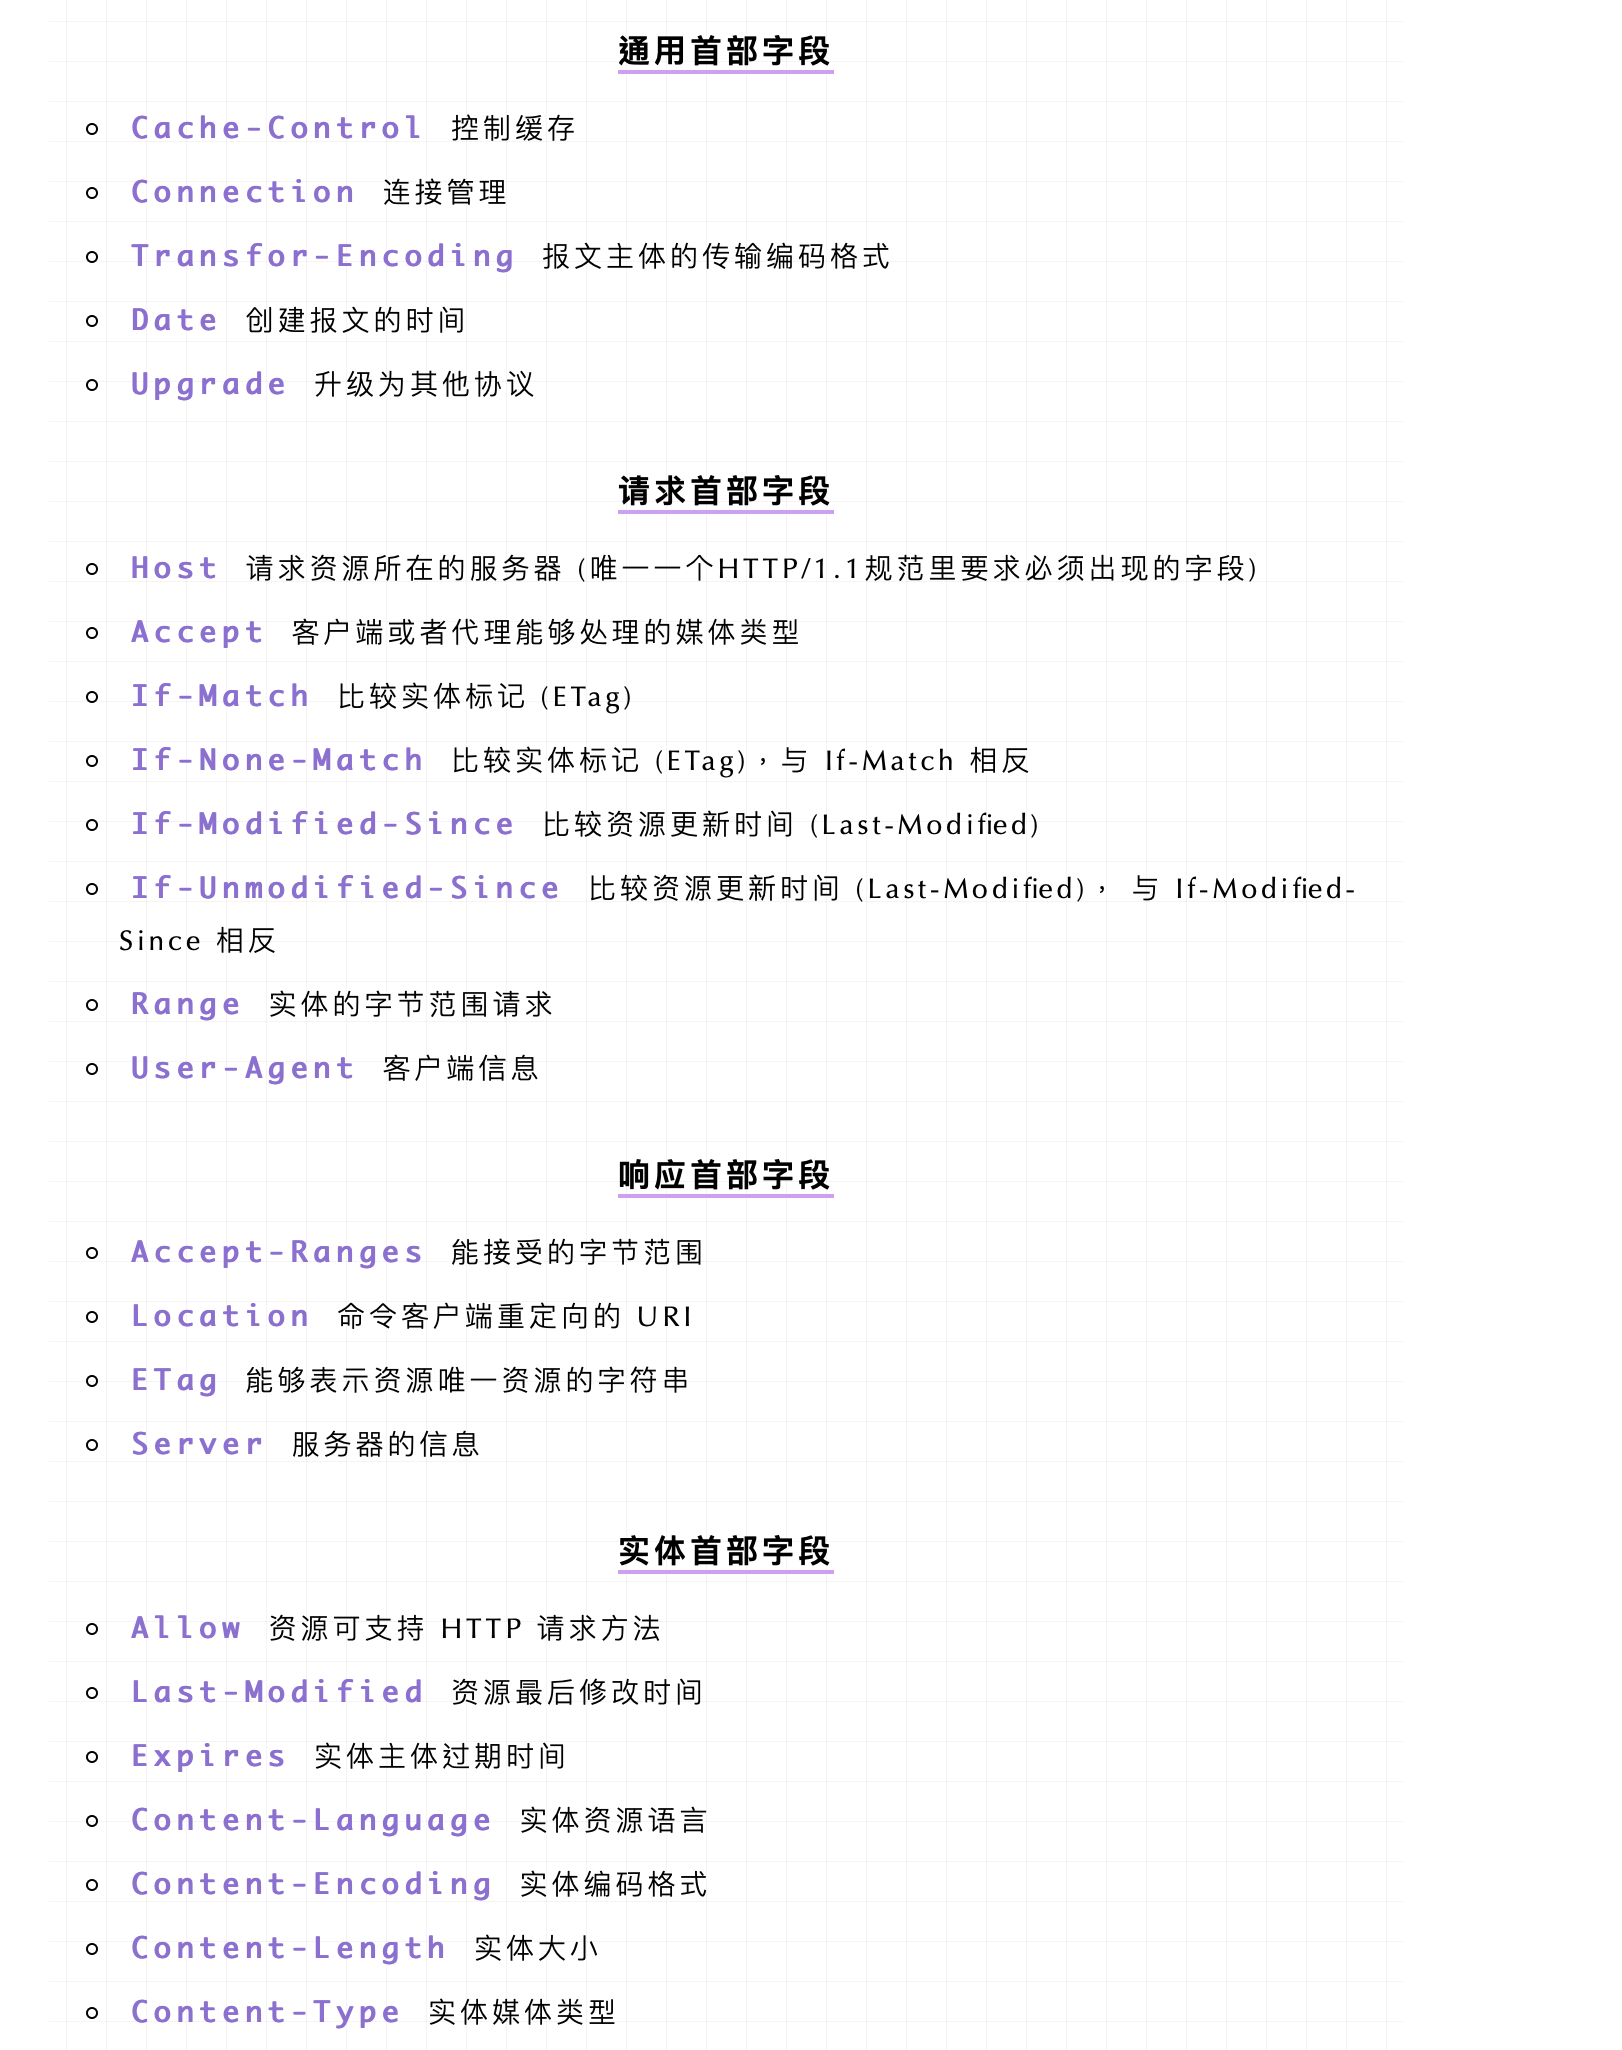 通用首部字段
Cache-Control 控制缓存
Connection 连接管理
Transfor-Encoding 报文主体的传输编码格式
Date 创建报文的时间
Upgrade 升级为其他协议
请求首部字段
Host 请求资源所在的服务器 (唯一一个HTTP/1.1规范里要求必须出现的字段)
Accept 客户端或者代理能够处理的媒体类型
If-Match 比较实体标记 (ETag)
If-None-Match 比较实体标记 (ETag)，与 If-Match 相反
If-Modified-Since 比较资源更新时间 (Last-Modified)
If-Unmodified-Since 比较资源更新时间 (Last-Modified)， 与 If-Modified-
Since 相反
Range 实体的字节范围请求
User-Agent 客户端信息
响应首部字段
Accept-Ranges 能接受的字节范围
Location 命令客户端重定向的 URI
ETag 能够表示资源唯一资源的字符串
Server 服务器的信息
实体首部字段
Allow 资源可支持 HTTP 请求方法
Last-Modified 资源最后修改时间
Expires 实体主体过期时间
Content-Language 实体资源语言
Content-Encoding 实体编码格式
Content-Length 实体大小
Content-Type 实体媒体类型